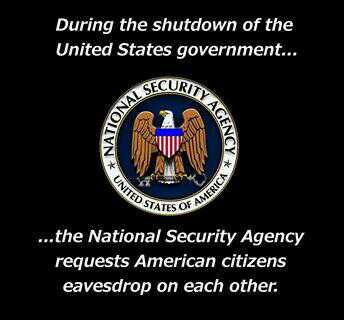 During the shutdown of the
United States government...
NATIONAL SECURITY AGENCY
UNITED STATES OF AMERICA
...the National Security Agency
requests American citizens
eavesdrop on each other.